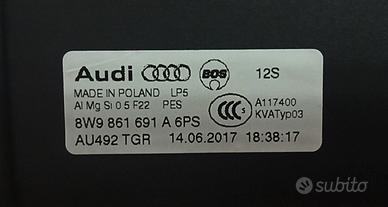 Audi BOS 12S
MADE IN POLAND LP5
Al Mg Si 0 5 F22 PES
CCC A117400
KVATyp03
8W9 861 691 A 6PS
AU492 TGR 14.06.2017 18:38:17
subito